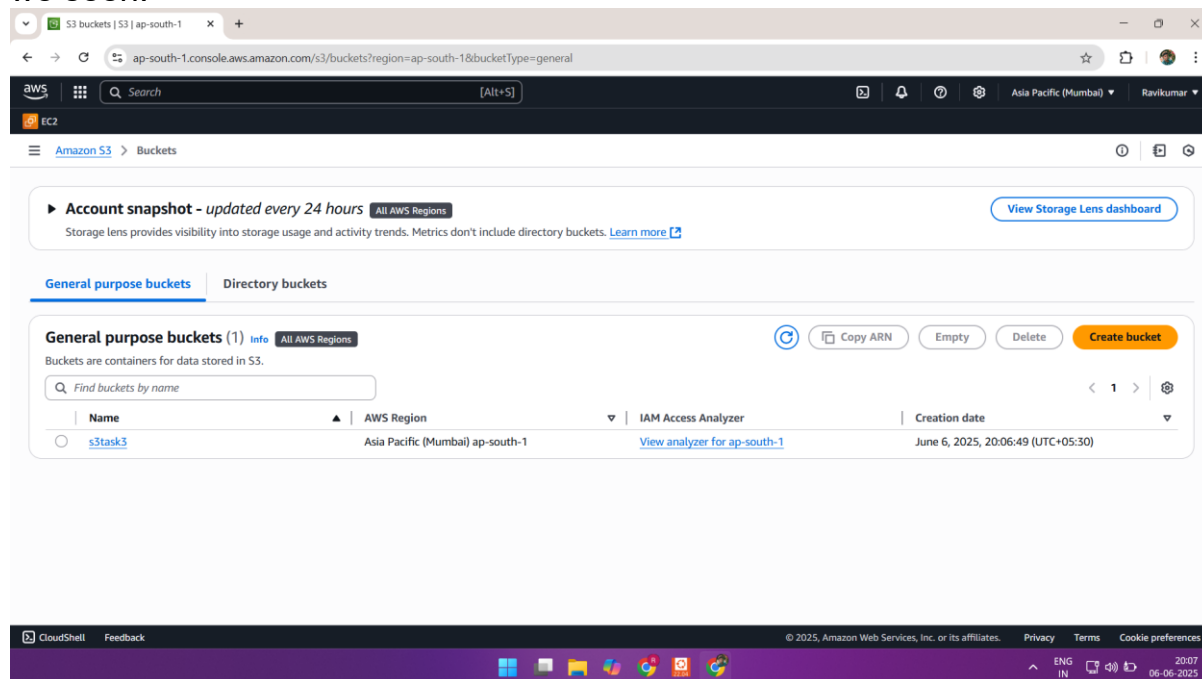 S3 buckets | S3 | ap-south-1
ap-south-1.console.aws.amazon.com/s3/buckets?region=ap-south-1&bucketType=general
aws Search [Alt+S] Asia Pacific (Mumbai) Ravikumar
EC2
Amazon S3 > Buckets
Account snapshot - updated every 24 hours All AWS Regions View Storage Lens dashboard
Storage lens provides visibility into storage usage and activity trends. Metrics don't include directory buckets. Learn more
General purpose buckets Directory buckets
General purpose buckets (1) Info All AWS Regions Copy ARN Empty Delete Create bucket
Buckets are containers for data stored in S3.
Find buckets by name 1
Name AWS Region IAM Access Analyzer Creation date
s3task3 Asia Pacific (Mumbai) ap-south-1 View analyzer for ap-south-1 June 6, 2025, 20:06:49 (UTC+05:30)
CloudShell Feedback © 2025, Amazon Web Services, Inc. or its affiliates. Privacy Terms Cookie preferences
ENG 20:07
IN 06-06-2025